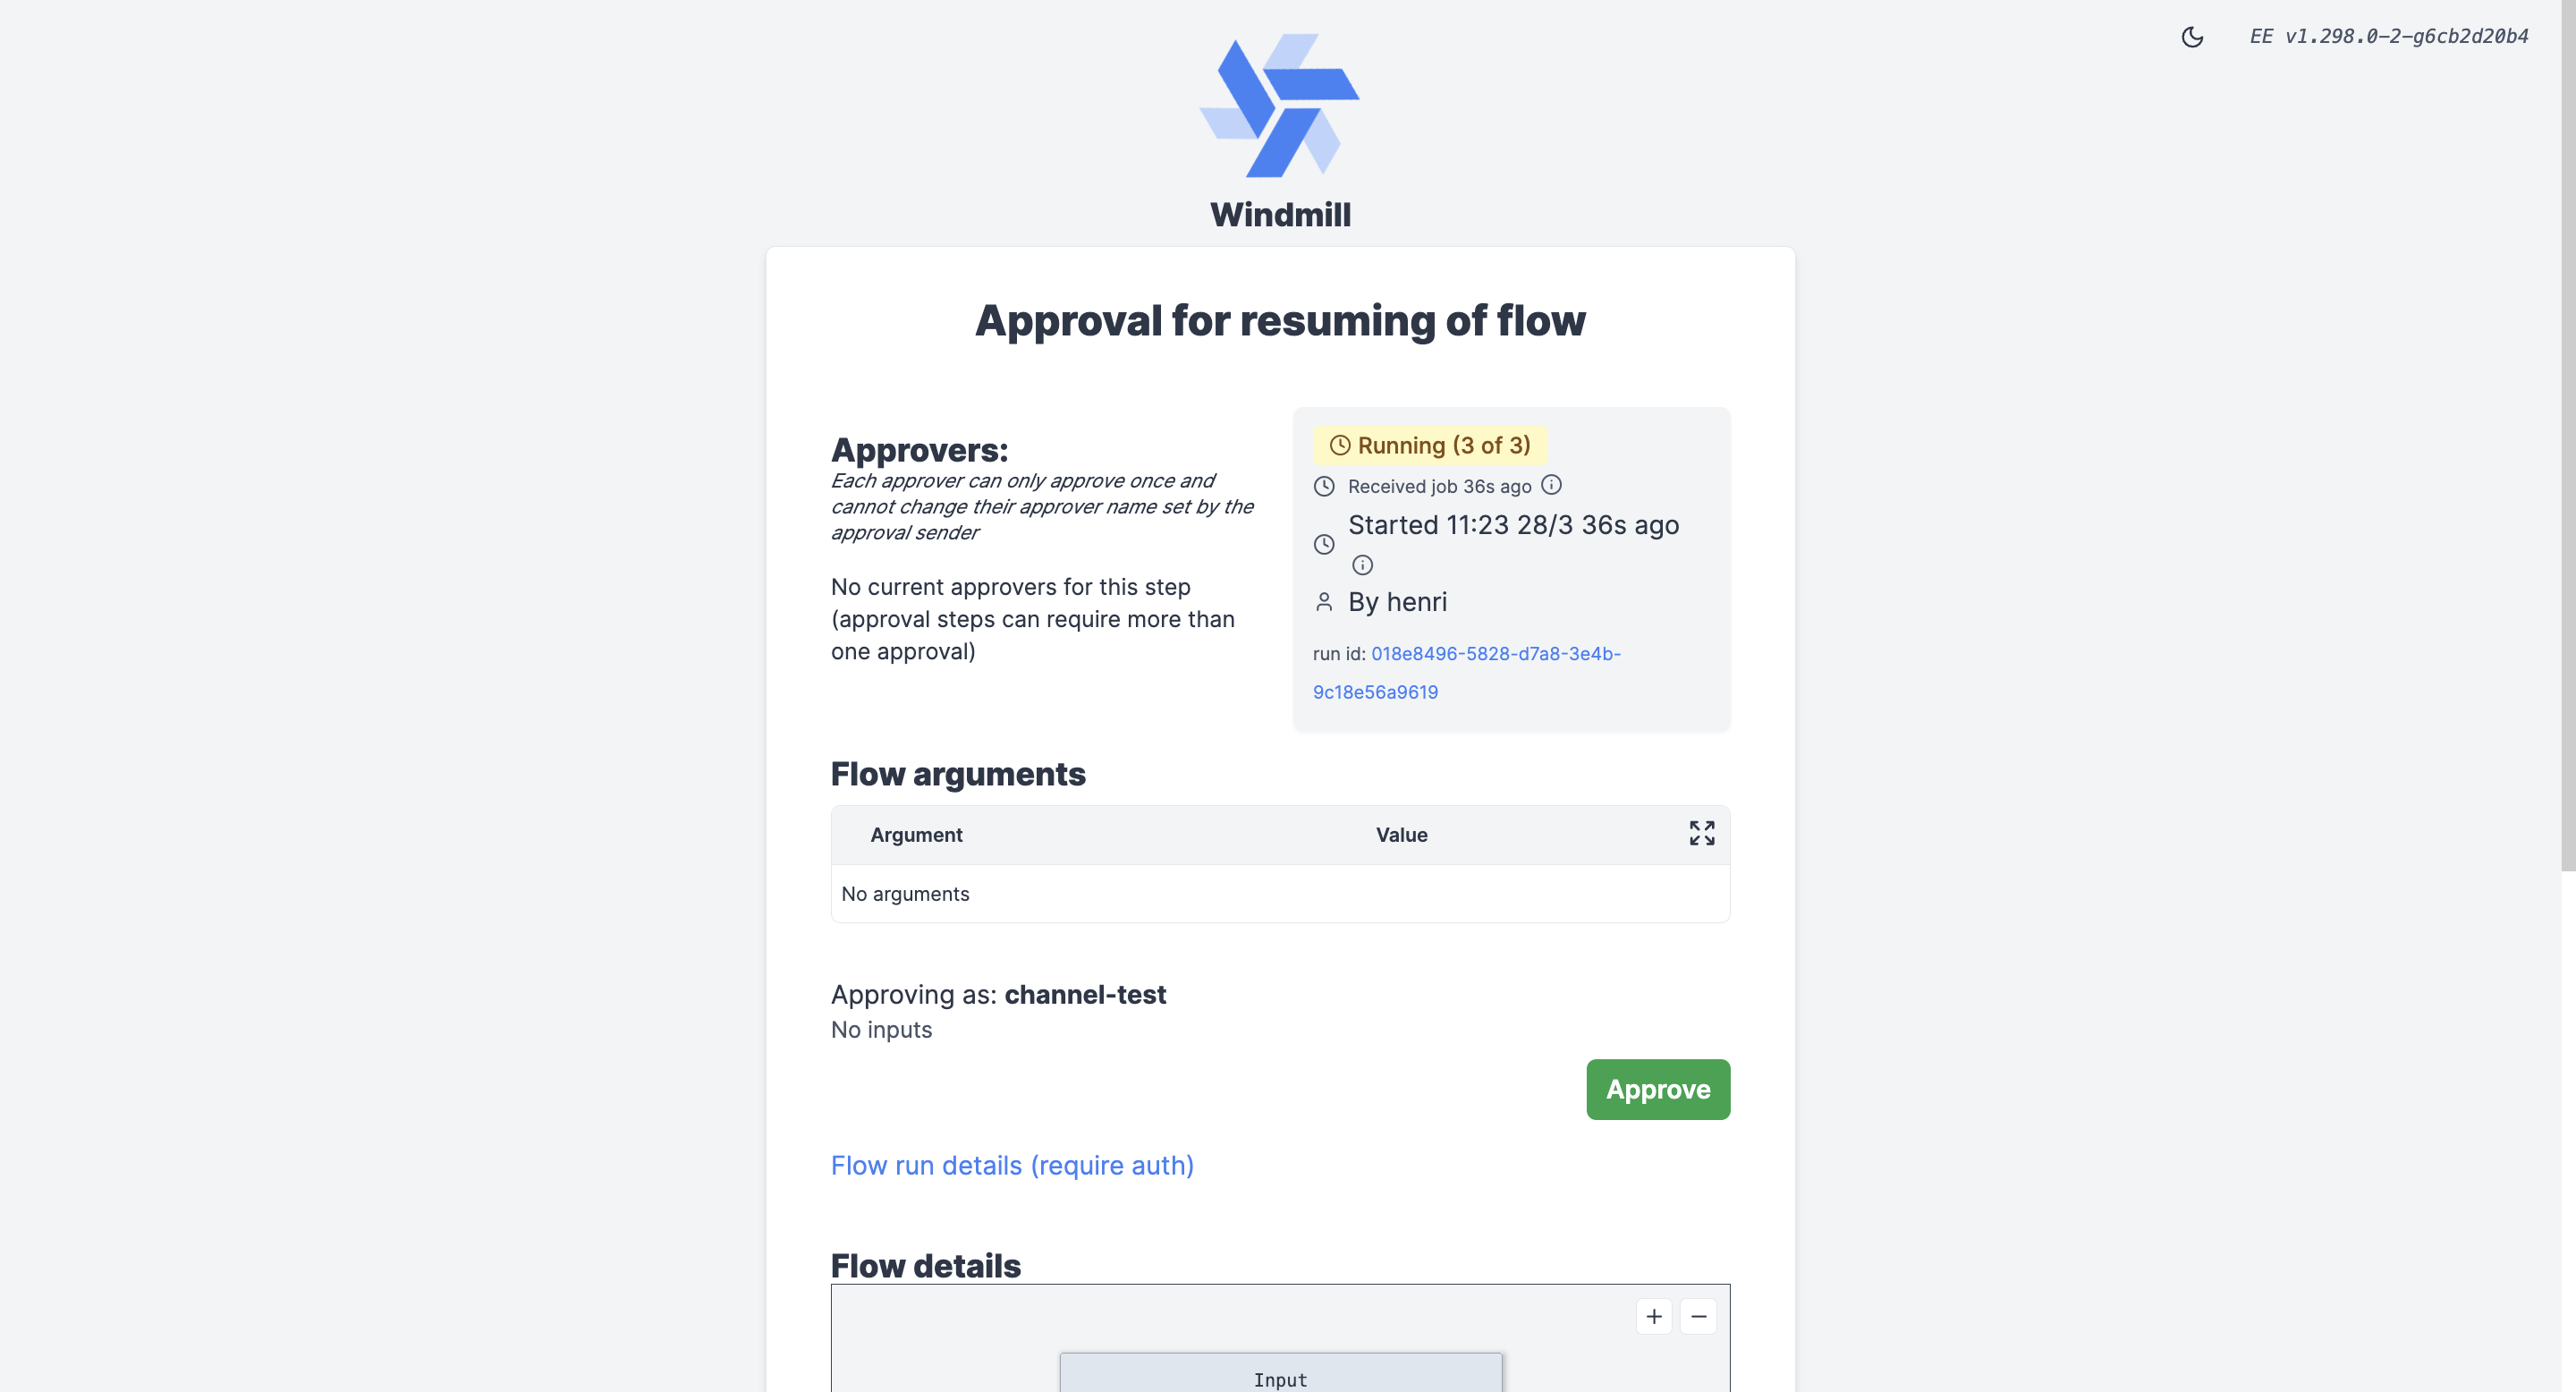 EE v1.298.0-2-g6cb2d20b4
Windmill
Approval for resuming of flow
Approvers:
Each approver can only approve once and
cannot change their approver name set by the
approval sender
No current approvers for this step
(approval steps can require more than
one approval)
Running (3 of 3)
Received job 36s ago
Started 11:23 28/3 36s ago
By henri
run id: 018e8496-5828-d7a8-3e4b-
9c18e56a9619
Flow arguments
Argument Value
No arguments
Approving as: channel-test
No inputs
Approve
Flow run details (require auth)
Flow details
Input